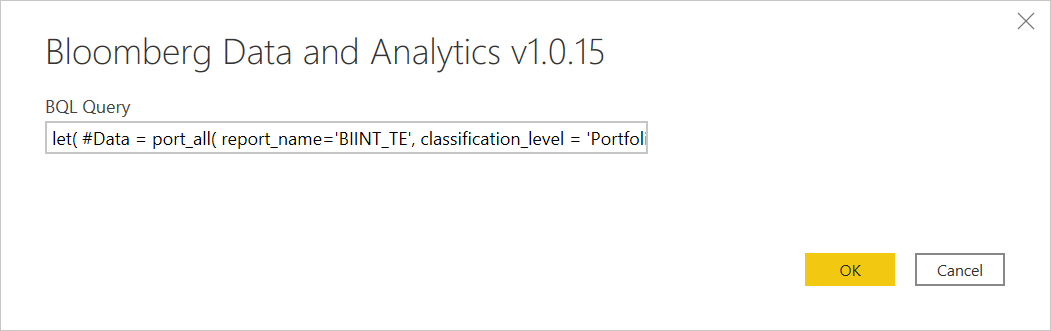 Bloomberg Data and Analytics v1.0.15
BQL Query
let( #Data = port_all( report_name='BIINT_TE', classification_level = 'Portfoli
OK
Cancel